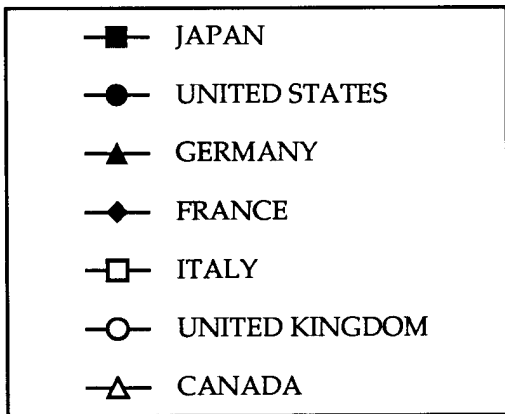 JAPAN
UNITED STATES
GERMANY
FRANCE
ITALY
UNITED KINGDOM
CANADA